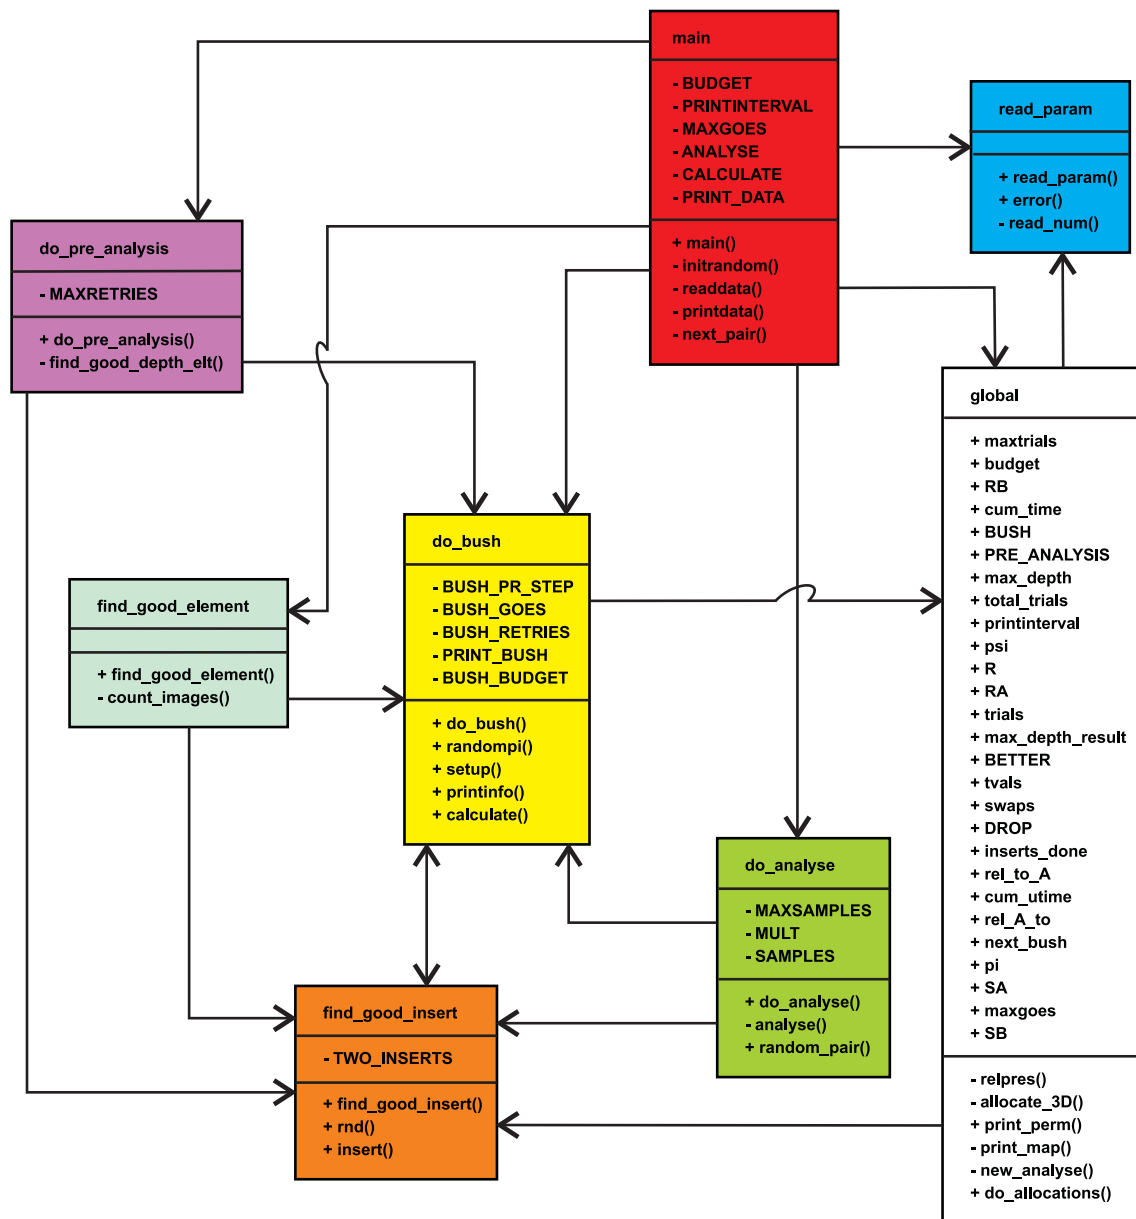 main
- BUDGET
- PRINTINTERVAL
- MAXGOES
- ANALYSE
- CALCULATE
- PRINT_DATA
+ main()
- initrandom()
- readdata()
- printdata()
- next_pair()
read_param
+ read_param()
+ error()
- read_num()
do_pre_analysis
- MAXRETRIES
+ do_pre_analysis()
- find_good_depth_elt()
global
+ maxtrials
+ budget
+ RB
+ cum_time
+ BUSH
+ PRE_ANALYSIS
+ max_depth
+ total_trials
+ printinterval
+ psi
+ R
+ RA
+ trials
+ max_depth_result
+ BETTER
+ tvals
+ swaps
+ DROP
+ inserts_done
+ rel_to_A
+ cum_utime
+ rel_A_to
+ next_bush
+ pi
+ SA
+ maxgoes
+ SB
- relpres()
- allocate_3D()
+ print_perm()
- print_map()
- new_analyse()
+ do_allocations()
do_bush
- BUSH_PR_STEP
- BUSH_GOES
- BUSH_RETRIES
- PRINT_BUSH
- BUSH_BUDGET
+ do_bush()
+ randompi()
+ setup()
+ printinfo()
+ calculate()
find_good_element
+ find_good_element()
- count_images()
do_analyse
- MAXSAMPLES
- MULT
- SAMPLES
+ do_analyse()
- analyse()
+ random_pair()
find_good_insert
- TWO_INSERTS
+ find_good_insert()
+ rnd()
+ insert()